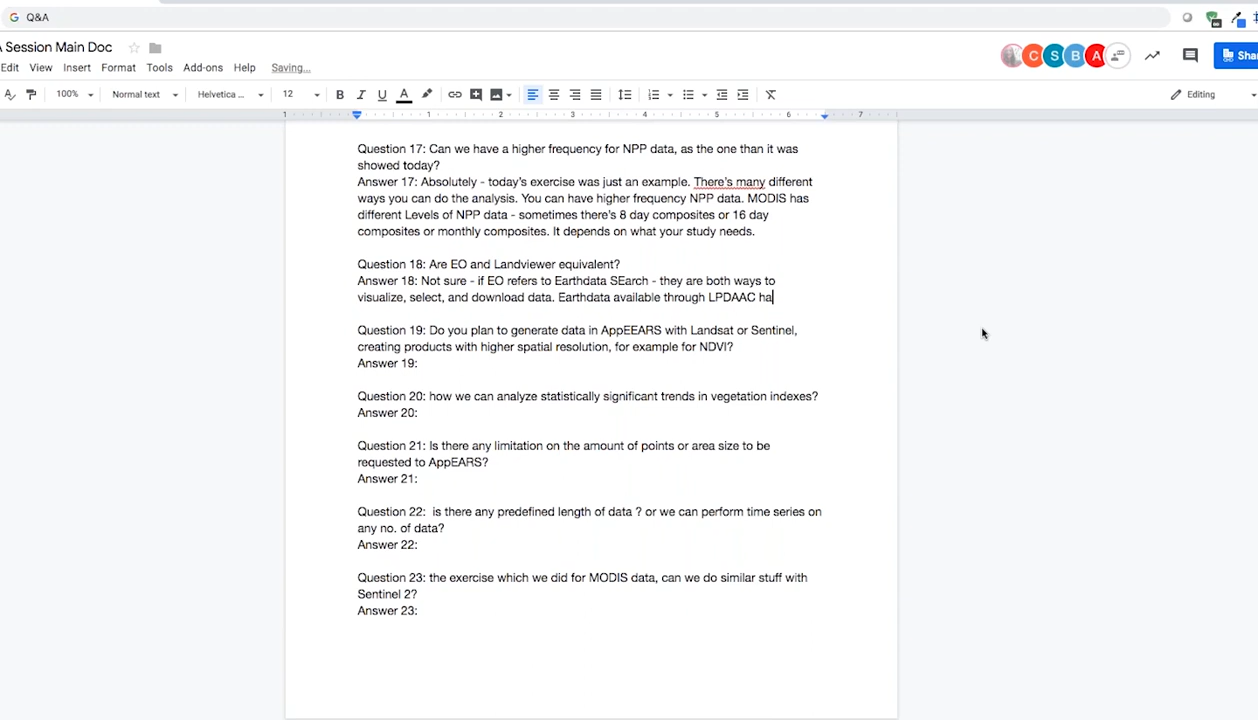 Q&A
A Session Main Doc
Edit View Insert Format Tools Add-ons Help Saving...
C S B A Shar
100% Normal text Helvetica ... 12 B I U A Editing
1 1 2 3 4 5 6 7
Question 17: Can we have a higher frequency for NPP data, as the one than it was
showed today?
Answer 17: Absolutely - today's exercise was just an example. There's many different
ways you can do the analysis. You can have higher frequency NPP data. MODIS has
different Levels of NPP data - sometimes there's 8 day composites or 16 day
composites or monthly composites. It depends on what your study needs.
Question 18: Are EO and Landviewer equivalent?
Answer 18: Not sure - if EO refers to Earthdata SEarch - they are both ways to
visualize, select, and download data. Earthdata available through LPDAAC ha
Question 19: Do you plan to generate data in AppEEARS with Landsat or Sentinel,
creating products with higher spatial resolution, for example for NDVI?
Answer 19:
Question 20: how we can analyze statistically significant trends in vegetation indexes?
Answer 20:
Question 21: Is there any limitation on the amount of points or area size to be
requested to AppEARS?
Answer 21:
Question 22: is there any predefined length of data ? or we can perform time series on
any no. of data?
Answer 22:
Question 23: the exercise which we did for MODIS data, can we do similar stuff with
Sentinel 2?
Answer 23: